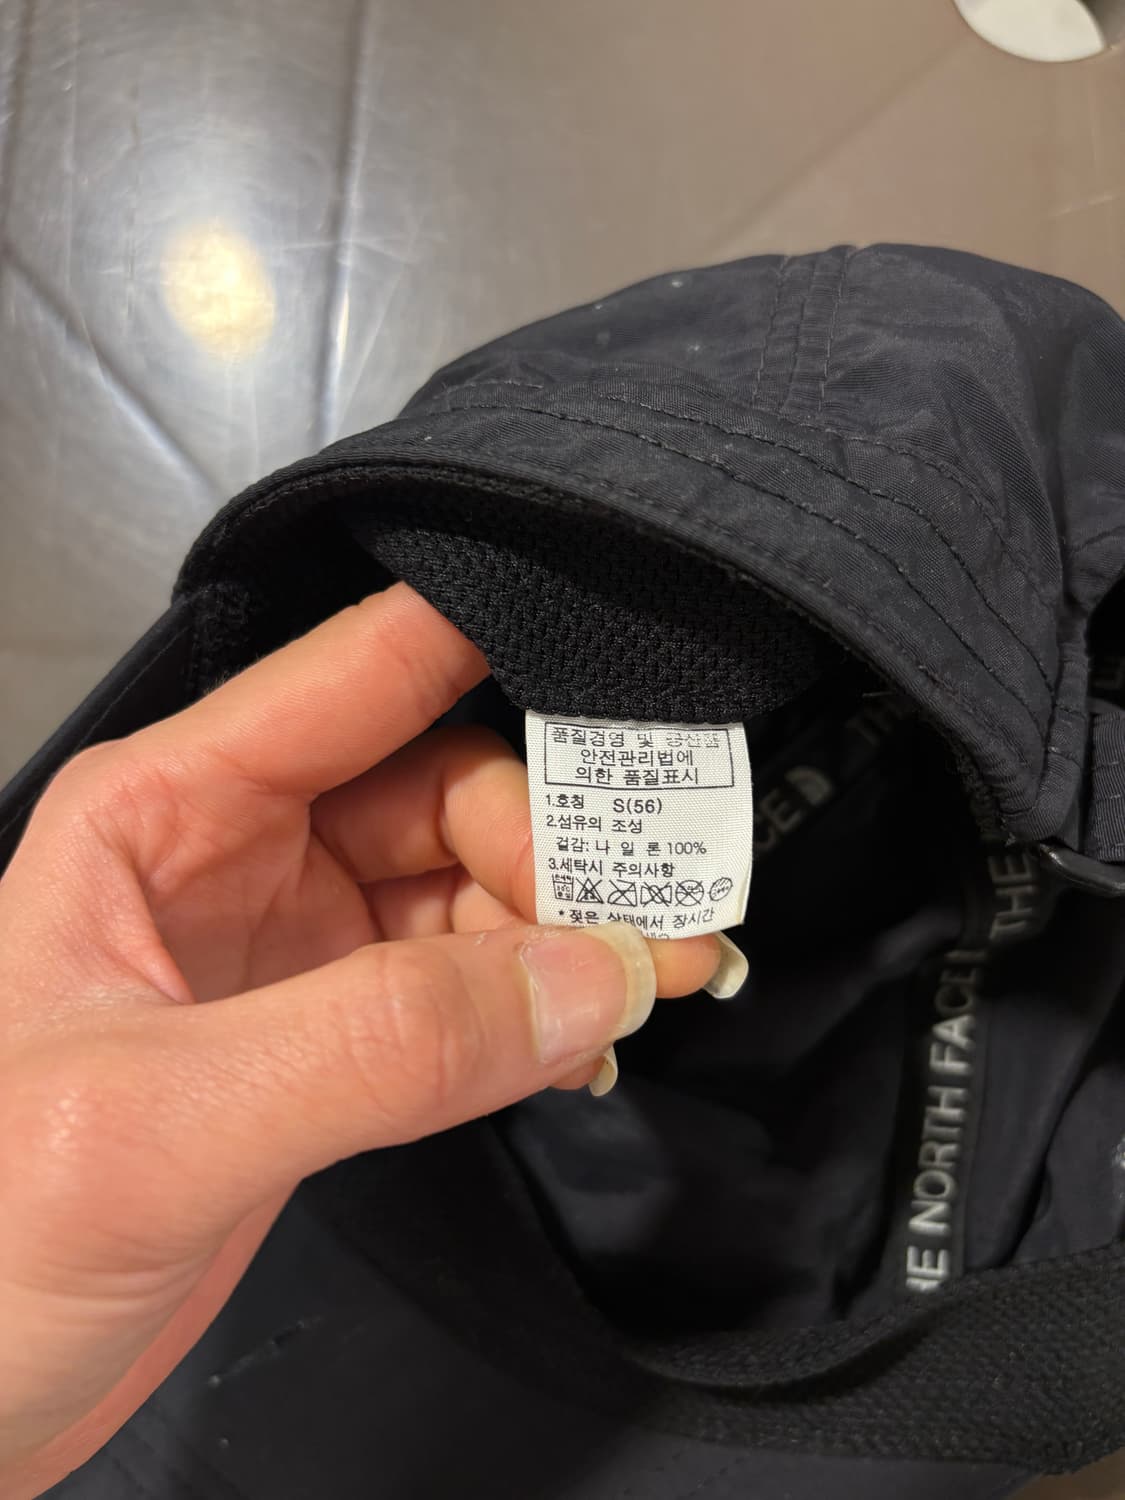 품질경영 및 공산품
안전관리법에
의한 품질표시
1.호칭 S(56)
2.섬유의 조성
겉감: 나 일 론 100%
3.세탁시 주의사항
* 젖은 상태에서 장시간
THE
CE
THE
HE NORTH FACE